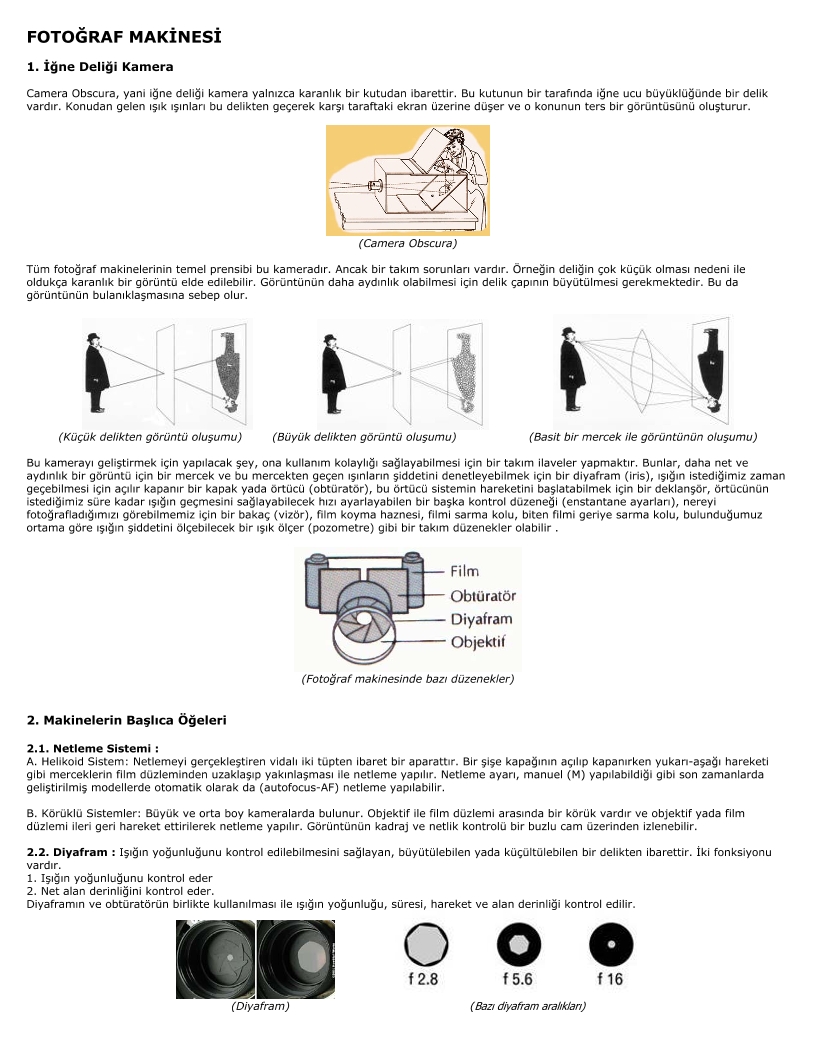 FOTOĞRAF MAKİNESİ
1. İğne Deliği Kamera
Camera Obscura, yani iğne deliği kamera yalnızca karanlık bir kutudan ibarettir. Bu kutunun bir tarafında iğne ucu büyüklüğünde bir delik
vardır. Konudan gelen ışık ışınları bu delikten geçerek karşı taraftaki ekran üzerine düşer ve o konunun ters bir görüntüsünü oluşturur.
(Camera Obscura)
Tüm fotoğraf makinelerinin temel prensibi bu kameradır. Ancak bir takım sorunları vardır. Örneğin deliğin çok küçük olması nedeni ile
oldukça karanlık bir görüntü elde edilebilir. Görüntünün daha aydınlık olabilmesi için delik çapının büyütülmesi gerekmektedir. Bu da
görüntünün bulanıklaşmasına sebep olur.
(Küçük delikten görüntü oluşumu) (Büyük delikten görüntü oluşumu) (Basit bir mercek ile görüntünün oluşumu)
Bu kamerayı geliştirmek için yapılacak şey, ona kullanım kolaylığı sağlayabilmesi için bir takım ilaveler yapmaktır. Bunlar, daha net ve
aydınlık bir görüntü için bir mercek ve bu mercekten geçen ışınların şiddetini denetleyebilmek için bir diyafram (iris), ışığın istediğimiz zaman
geçebilmesi için açılır kapanır bir kapak yada örtücü (obtüratör), bu örtücü sistemin hareketini başlatabilmek için bir deklanşör, örtücünün
istediğimiz süre kadar ışığın geçmesini sağlayabilecek hızı ayarlayabilen bir başka kontrol düzeneği (enstantane ayarları), nereyi
fotoğrafladığımızı görebilmemiz için bir bakaç (vizör), film koyma haznesi, filmi sarma kolu, biten filmi geriye sarma kolu, bulunduğumuz
ortama göre ışığın şiddetini ölçebilecek bir ışık ölçer (pozometre) gibi bir takım düzenekler olabilir .
Film
Obtüratör
Diyafram
Objektif
(Fotoğraf makinesinde bazı düzenekler)
2. Makinelerin Başlıca Öğeleri
2.1. Netleme Sistemi :
A. Helikoid Sistem: Netlemeyi gerçekleştiren vidalı iki tüpten ibaret bir aparattır. Bir şişe kapağının açılıp kapanırken yukarı-aşağı hareketi
gibi merceklerin film düzleminden uzaklaşıp yakınlaşması ile netleme yapılır. Netleme ayarı, manuel (M) yapılabildiği gibi son zamanlarda
geliştirilmiş modellerde otomatik olarak da (autofocus-AF) netleme yapılabilir.
B. Körüklü Sistemler: Büyük ve orta boy kameralarda bulunur. Objektif ile film düzlemi arasında bir körük vardır ve objektif yada film
düzlemi ileri geri hareket ettirilerek netleme yapılır. Görüntünün kadraj ve netlik kontrolü bir buzlu cam üzerinden izlenebilir.
2.2. Diyafram : Işığın yoğunluğunu kontrol edilebilmesini sağlayan, büyütülebilen yada küçültülebilen bir delikten ibarettir. İki fonksiyonu
vardır.
1. Işığın yoğunluğunu kontrol eder
2. Net alan derinliğini kontrol eder.
Diyaframın ve obtüratörün birlikte kullanılması ile ışığın yoğunluğu, süresi, hareket ve alan derinliği kontrol edilir.
f 2.8 f 5.6 f 16
(Diyafram) (Bazı diyafram aralıkları)